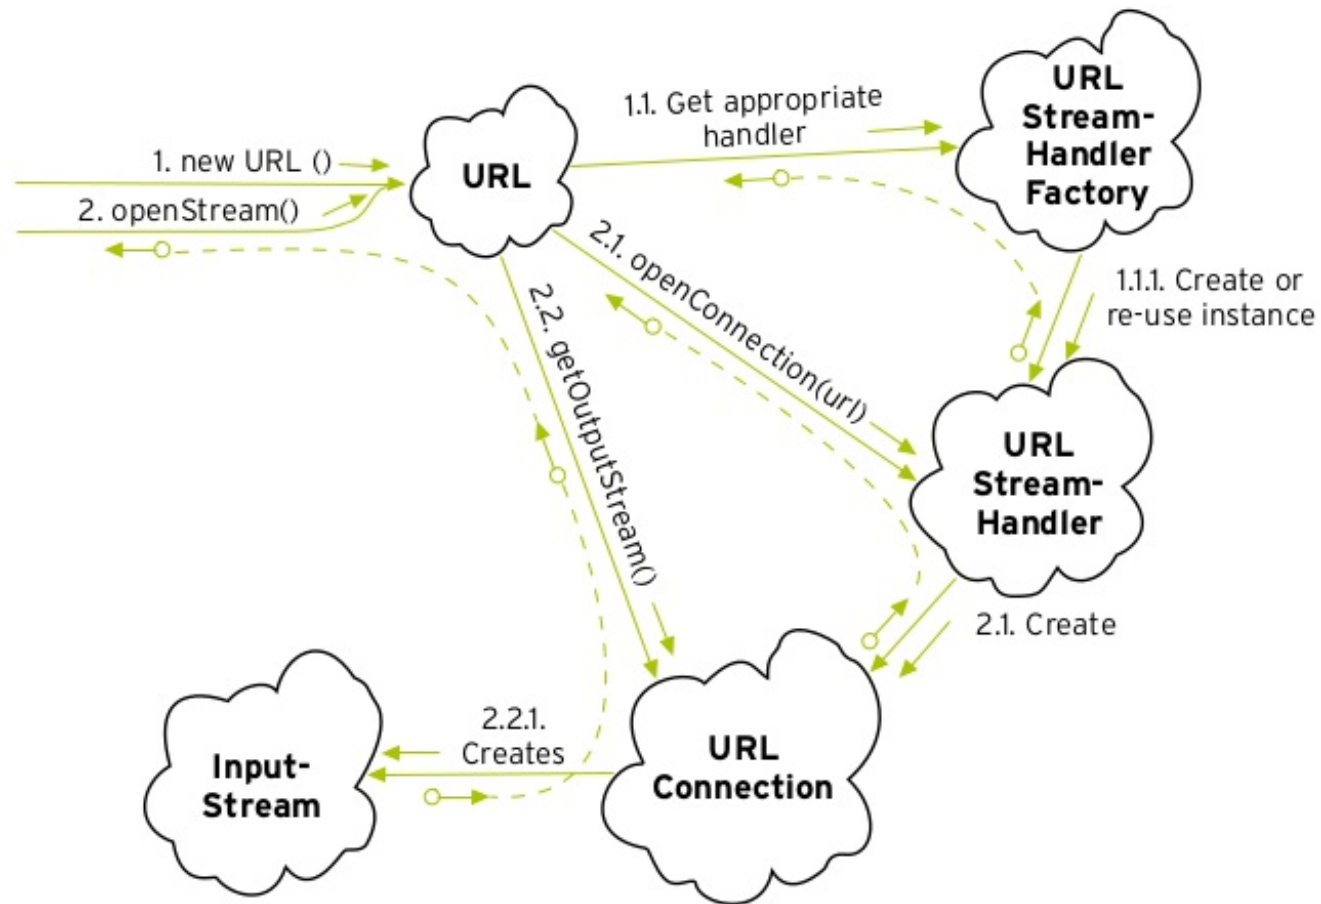 URL
Stream-
Handler
Factory
1.1. Get appropriate
handler
1. new URL ()
URL
2. openStream()
2.1. openConnection(url)
1.1.1. Create or
re-use instance
2.2. getOutputStream()
URL
Stream-
Handler
2.1. Create
2.2.1.
Creates
URL
Connection
Input-
Stream